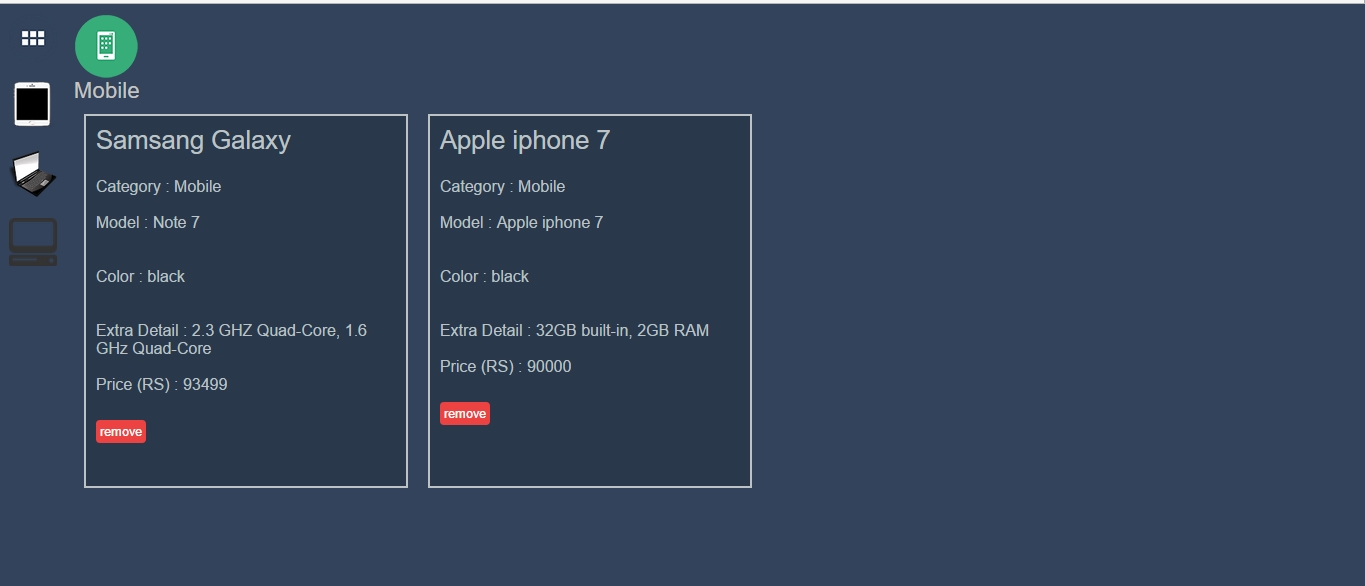 Mobile
Samsang Galaxy
Category : Mobile
Model : Note 7
Color : black
Extra Detail : 2.3 GHZ Quad-Core, 1.6
GHz Quad-Core
Price (RS) : 93499
remove
Apple iphone 7
Category : Mobile
Model : Apple iphone 7
Color : black
Extra Detail : 32GB built-in, 2GB RAM
Price (RS) : 90000
remove